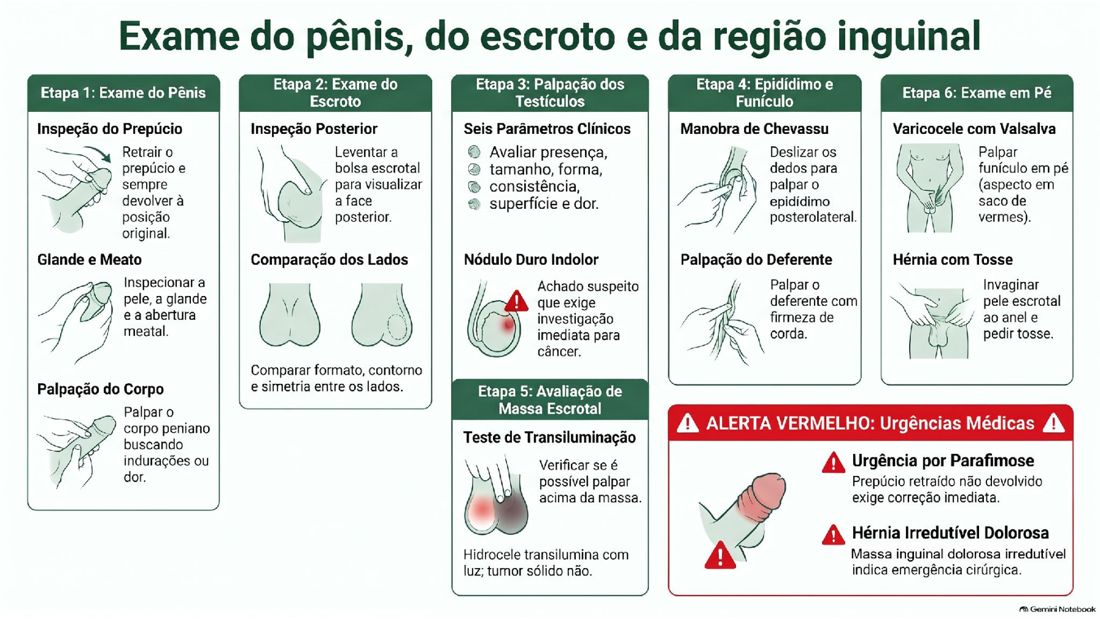 Exame do pênis, do escroto e da região inguinal
Etapa 1: Exame do Pênis
Inspeção do Prepúcio
Retrair o
prepúcio e
sempre
devolver à
posição
original.
Glande e Meato
Inspecionar a
pele, a glande
e a abertura
meatal.
Palpação do Corpo
Palpar o
corpo peniano
buscando
indurações ou
dor.
Etapa 2: Exame do
Escroto
Inspeção Posterior
Leventar a
bolsa escrotal
para visualizar
a face
posterior.
Comparação dos Lados
Comparar formato, contorno
e simetria entre os lados.
Etapa 3: Palpação dos
Testículos
Seis Parâmetros Clínicos
Avaliar presença,
tamanho, forma,
consistência,
superfície e dor.
Nódulo Duro Indolor
Achado suspeito
que exige
investigação
imediata para
câncer.
Etapa 5: Avaliação de
Massa Escrotal
Teste de Transiluminação
Verificar se é
possível palpar
acima da massa.
Hidrocele transilumina com
luz; tumor sólido não.
Etapa 4: Epidídimo e
Funículo
Manobra de Chevassu
Deslizar os
dedos para
palpar o
epidídimo
posterolateral.
Palpação do Deferente
Palpar o
deferente com
firmeza de
corda.
Etapa 6: Exame em Pé
Varicocele com Valsalva
Palpar
funículo em pé
(aspecto em
saco de
vermes).
Hérnia com Tosse
Invaginar
pele escrotal
ao anel e
pedir tosse.
ALERTA VERMELHO: Urgências Médicas
Urgência por Parafimose
Prepúcio retraído não devolvido
exige correção imediata.
Hérnia Irredutível Dolorosa
Massa inguinal dolorosa irredutível
indica emergência cirúrgica.
Gemini Notebook